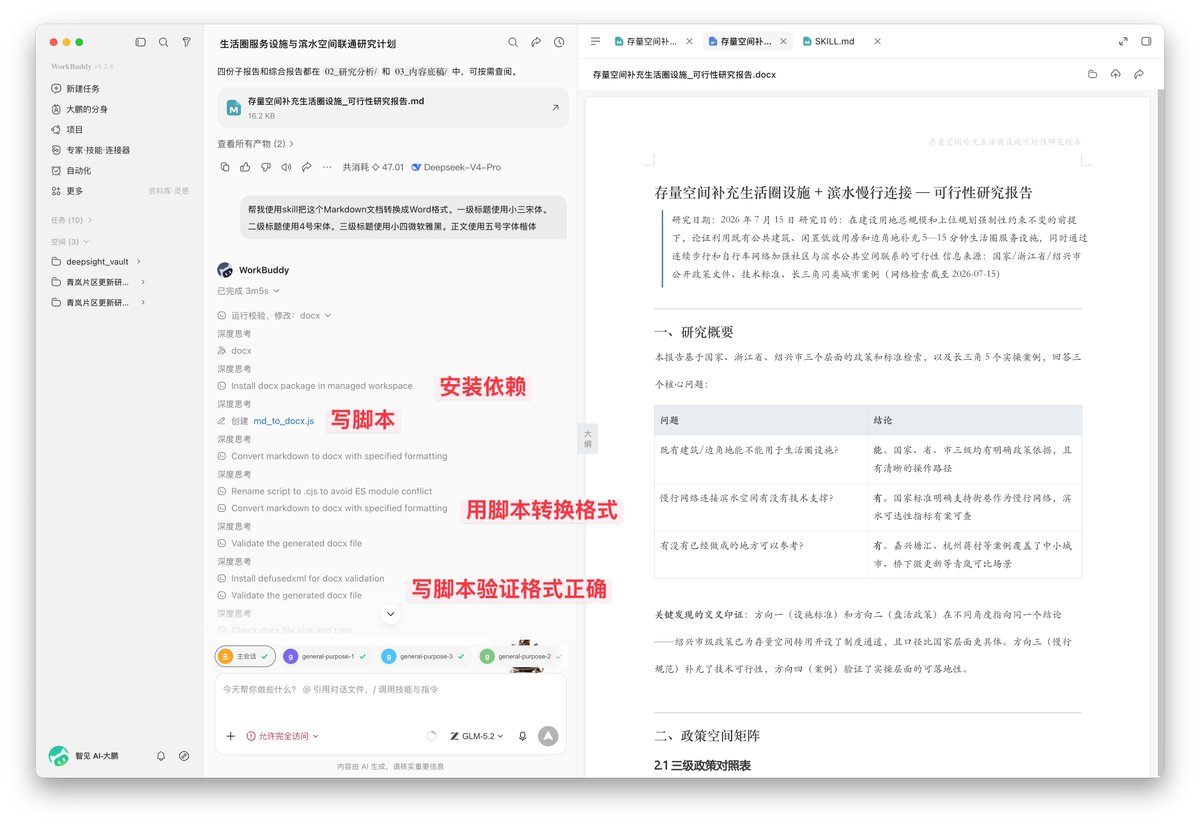 WorkBuddy v5.2.6
新建任务
大鹏的分身
项目
专家·技能·连接器
自动化
更多
资料库·灵感
任务 (10)
空间 (3)
deepsight_vault
青岚片区更新研...
青岚片区更新研...
智见 AI-大鹏
生活圈服务设施与滨水空间联通研究计划
四份子报告和综合报告都在 02_研究分析/ 和 03_内容底稿/ 中，可按需查阅。
存量空间补充生活圈设施_可行性研究报告.md
16.2 KB
查看所有产物 (2)
共消耗 47.01 Deepseek-V4-Pro
帮我使用skill把这个Markdown文档转换成Word格式。一级标题使用小三宋体。
二级标题使用4号宋体。三级标题使用小四微软雅黑。正文使用五号字体楷体
WorkBuddy
已完成 3m5s
运行校验、修改：docx
深度思考
docx
深度思考
Install docx package in managed workspace
安装依赖
深度思考
创建 md_to_docx.js
写脚本
深度思考
Convert markdown to docx with specified formatting
深度思考
Rename script to .cjs to avoid ES module conflict
Convert markdown to docx with specified formatting
用脚本转换格式
深度思考
Validate the generated docx file
深度思考
Install defusedxml for docx validation
Validate the generated docx file
写脚本验证格式正确
深度思考
Check docx file size and type
主 主会话
g general-purpose-1
g general-purpose-3
g general-purpose-2
今天帮你做些什么？ @ 引用对话文件，/ 调用技能与指令
允许完全访问
GLM-5.2
内容由 AI 生成，请核实重要信息
存量空间补...
存量空间补...
SKILL.md
存量空间补充生活圈设施_可行性研究报告.docx
大纲
存量空间补充生活圈设施可行性研究报告
存量空间补充生活圈设施 + 滨水慢行连接 — 可行性研究报告
研究日期：2026 年 7 月 15 日 研究目的：在建设用地总规模和上位规划强制性约束不变的前提
下，论证利用既有公共建筑、闲置低效用房和边角地补充 5—15 分钟生活圈服务设施，同时通过
连续步行和自行车网络加强社区与滨水公共空间联系的可行性 信息来源：国家/浙江省/绍兴市
公开政策文件、技术标准、长三角同类城市案例（网络检索截至 2026-07-15）
一、研究概要
本报告基于国家、浙江省、绍兴市三个层面的政策和标准检索，以及长三角 5 个实操案例，回答三
个核心问题：
问题
结论
既有建筑/边角地能不能用于生活圈设施？
能。国家、省、市三级均有明确政策依据，且
有清晰的操作路径
慢行网络连接滨水空间有没有技术支撑？
有。国家标准明确支持街巷作为慢行网络，滨
水可达性指标有案可查
有没有已经做成的地方可以参考？
有。嘉兴塘汇、杭州蒋村等案例覆盖了中小城
市、桥下微更新等青岚可比场景
关键发现的交叉印证：方向一（设施标准）和方向二（盘活政策）在不同角度指向同一个结论
——绍兴市级政策已为存量空间转用开设了制度通道，且口径比国家层面更具体。方向三（慢行
规范）补充了技术可行性，方向四（案例）验证了实操层面的可落地性。
二、政策空间矩阵
2.1 三级政策对照表